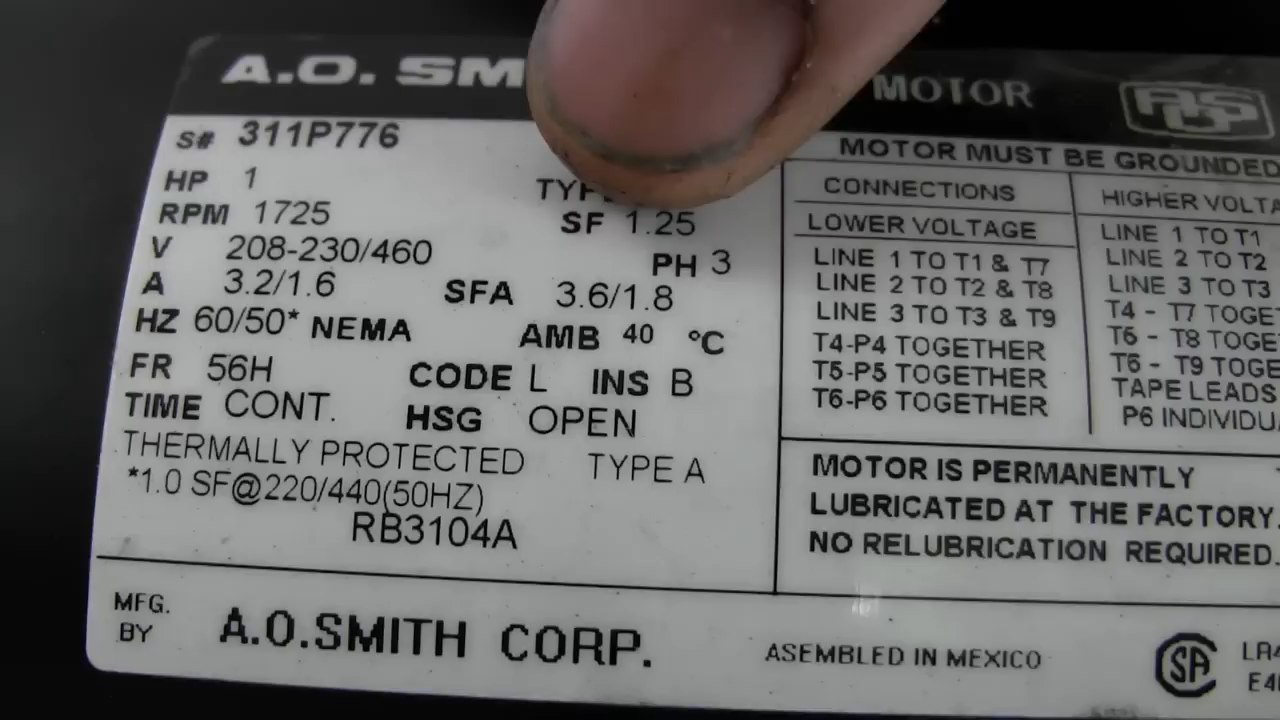 A.O. SM MOTOR
S# 311P776
HP 1
TYP
RPM 1725
SF 1.25
V 208-230/460
PH 3
A 3.2/1.6
SFA 3.6/1.8
HZ 60/50* NEMA
AMB 40 °C
FR 56H
CODE L INS B
TIME CONT.
HSG OPEN
THERMALLY PROTECTED TYPE A
*1.0 SF@220/440(50HZ)
RB3104A
MOTOR MUST BE GROUNDED
CONNECTIONS
LOWER VOLTAGE
LINE 1 TO T1 & T7
LINE 2 TO T2 & T8
LINE 3 TO T3 & T9
T4-P4 TOGETHER
T5-P5 TOGETHER
T6-P6 TOGETHER
HIGHER VOLTA
LINE 1 TO T1
LINE 2 TO T2
LINE 3 TO T3
T4 - T7 TOGE
T6 - T8 TOGE
T6 - T9 TOGE
TAPE LEADS
P6 INDIVIDU
MOTOR IS PERMANENTLY
LUBRICATED AT THE FACTORY.
NO RELUBRICATION REQUIRED.
MFG.
BY
A.O.SMITH CORP.
ASEMBLED IN MEXICO
SA
LR4
E4